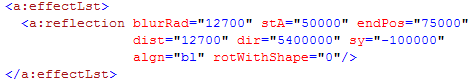 <a:effectLst>
<a:reflection blurRad="12700" stA="50000" endPos="75000"
dist="12700" dir="5400000" sy="-100000"
algn="bl" rotWithShape="0"/>
</a:effectLst>